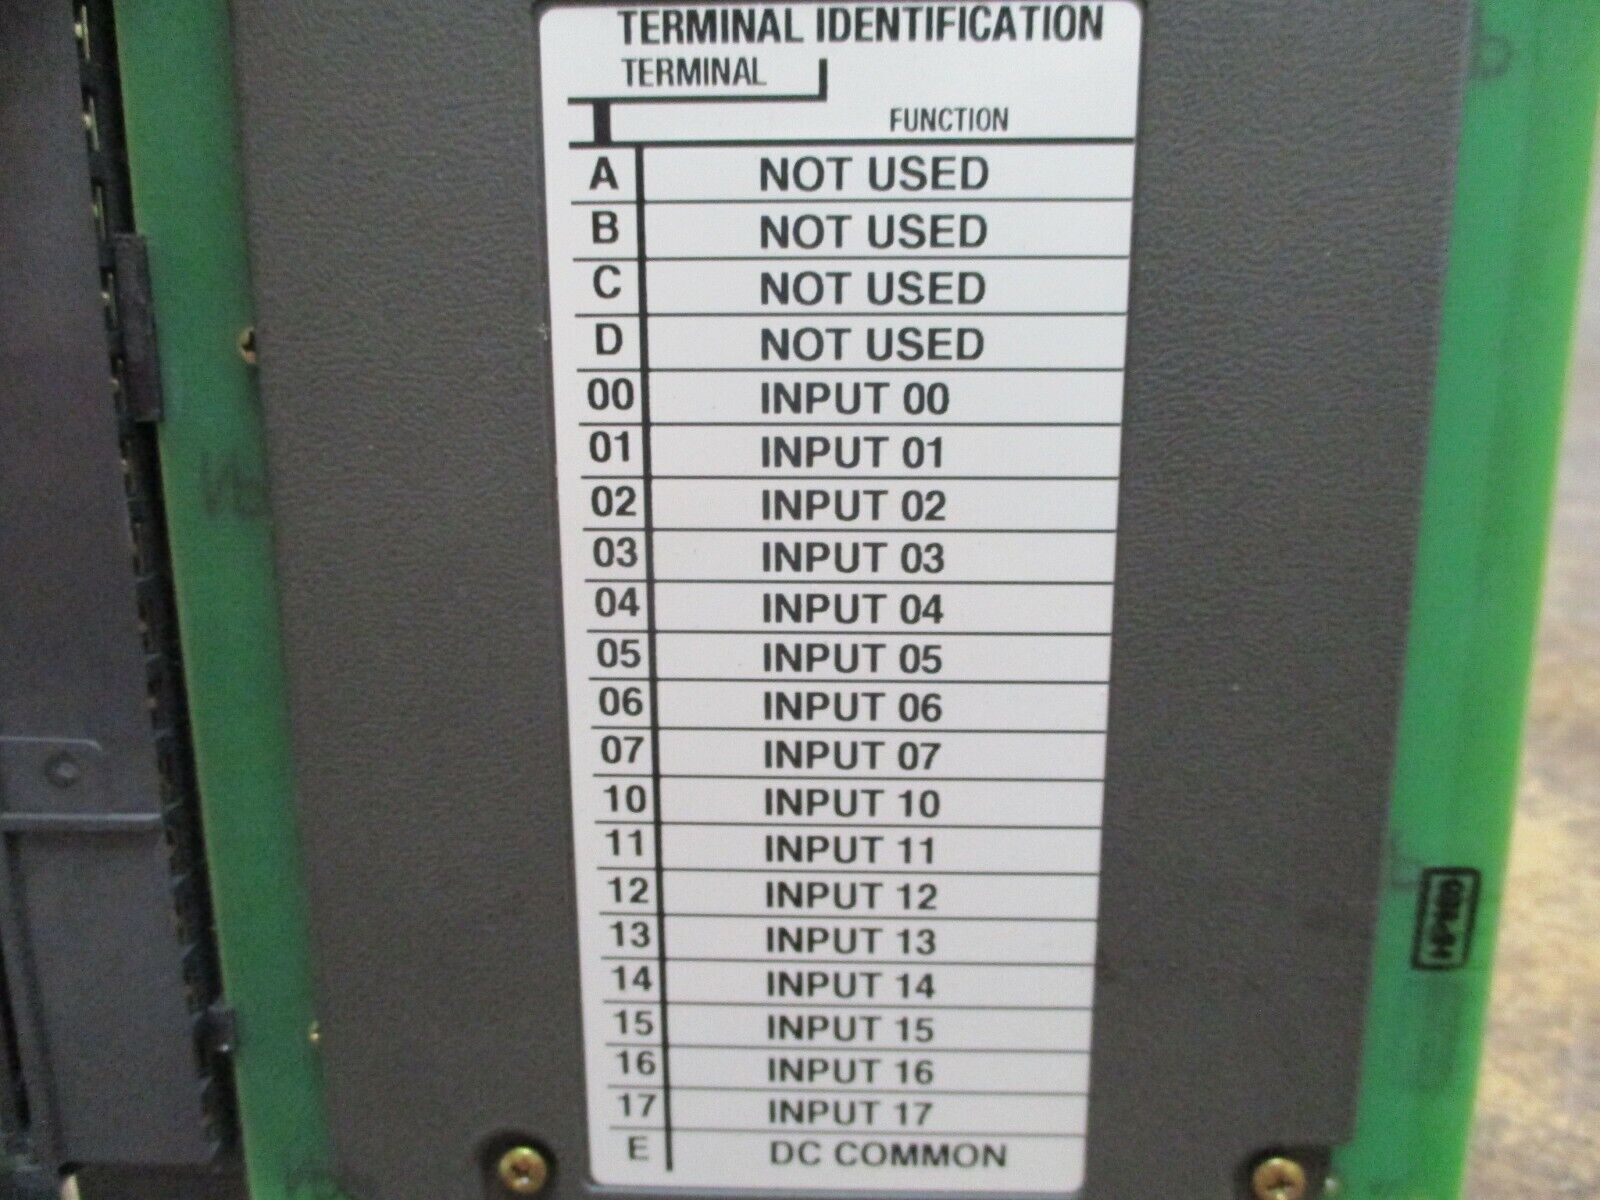 TERMINAL IDENTIFICATION
TERMINAL
FUNCTION
A NOT USED
B NOT USED
C NOT USED
D NOT USED
00 INPUT 00
01 INPUT 01
02 INPUT 02
03 INPUT 03
04 INPUT 04
05 INPUT 05
06 INPUT 06
07 INPUT 07
10 INPUT 10
11 INPUT 11
12 INPUT 12
13 INPUT 13
14 INPUT 14
15 INPUT 15
16 INPUT 16
17 INPUT 17
E DC COMMON